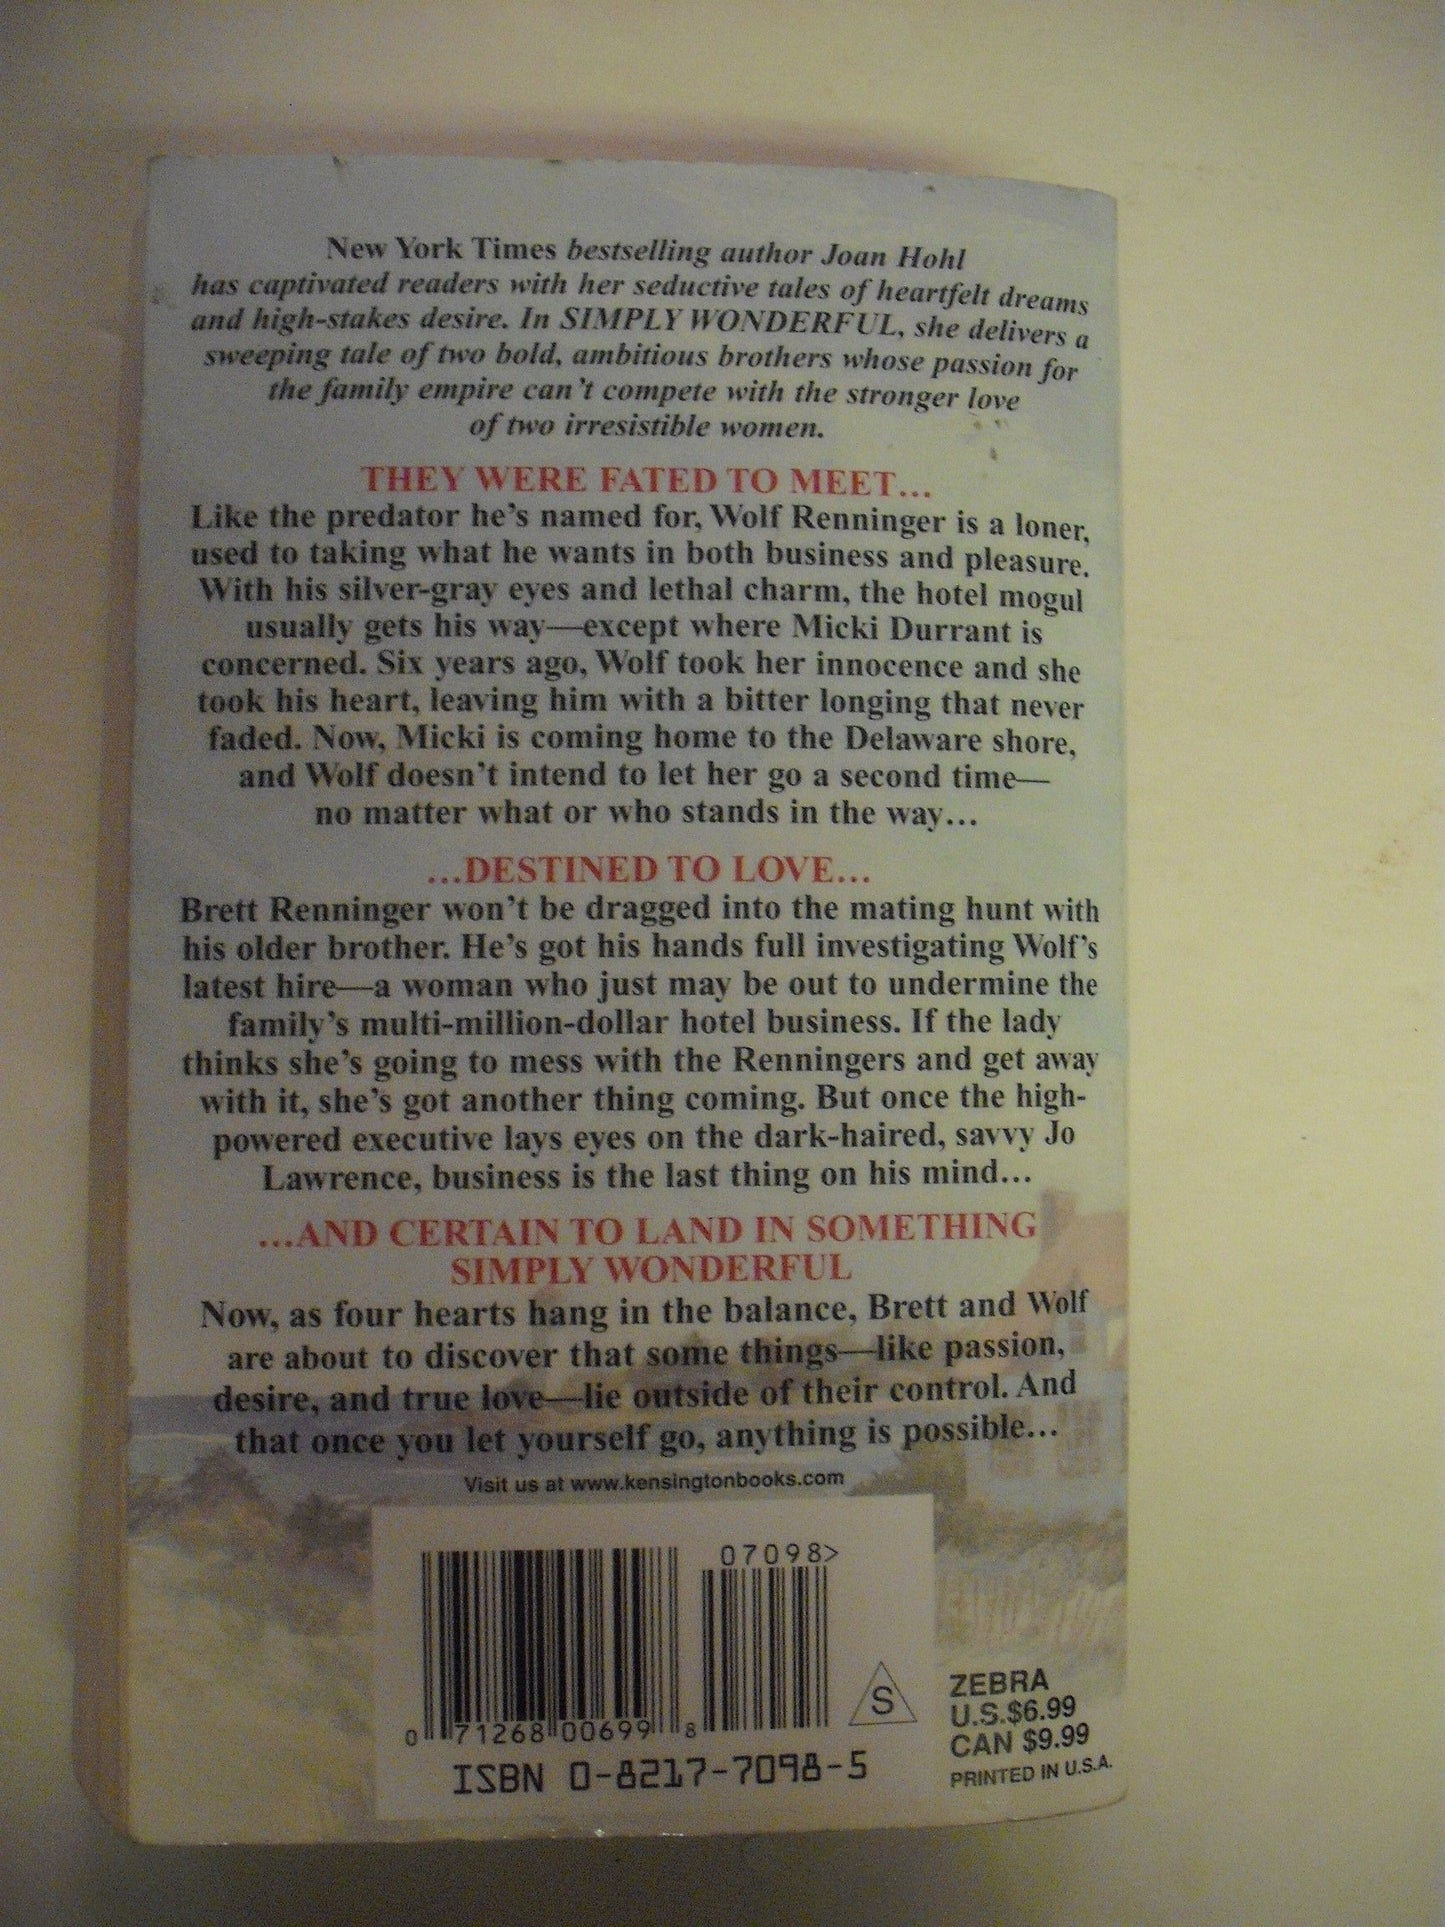 New York Times bestselling author Joan Hohl
has captivated readers with her seductive tales of heartfelt dreams
and high-stakes desire. In SIMPLY WONDERFUL, she delivers a
sweeping tale of two bold, ambitious brothers whose passion for
the family empire can't compete with the stronger love
of two irresistible women.
THEY WERE FATED TO MEET...
Like the predator he's named for, Wolf Renninger is a loner,
used to taking what he wants in both business and pleasure.
With his silver-gray eyes and lethal charm, the hotel mogul
usually gets his way—except where Micki Durrant is
concerned. Six years ago, Wolf took her innocence and she
took his heart, leaving him with a bitter longing that never
faded. Now, Micki is coming home to the Delaware shore,
and Wolf doesn't intend to let her go a second time—
no matter what or who stands in the way...
...DESTINED TO LOVE...
Brett Renninger won't be dragged into the mating hunt with
his older brother. He's got his hands full investigating Wolf's
latest hire—a woman who just may be out to undermine the
family's multi-million-dollar hotel business. If the lady
thinks she's going to mess with the Renningers and get away
with it, she's got another thing coming. But once the high-
powered executive lays eyes on the dark-haired, savvy Jo
Lawrence, business is the last thing on his mind...
...AND CERTAIN TO LAND IN SOMETHING
SIMPLY WONDERFUL
Now, as four hearts hang in the balance, Brett and Wolf
are about to discover that some things—like passion,
desire, and true love—lie outside of their control. And
that once you let yourself go, anything is possible...
Visit us at www.kensingtonbooks.com
07098>
0 71268 00699 8
S
ISBN 0-8217-7098-5
ZEBRA
U.S.$6.99
CAN $9.99
PRINTED IN U.S.A.